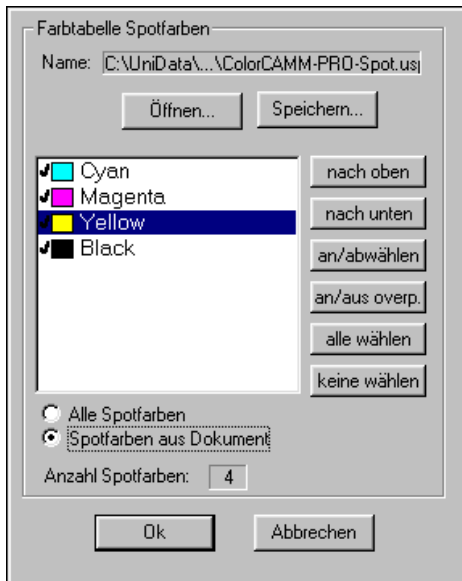 Farbtabelle Spotfarben
Name: C:\UniData\...\ColorCAMM-PRO-Spot.usp
Öffnen... Speichern...
Cyan
Magenta
Yellow
Black
nach oben
nach unten
an/abwählen
an/aus overp.
alle wählen
keine wählen
Alle Spotfarben
Spotfarben aus Dokument
Anzahl Spotfarben: 4
Ok Abbrechen